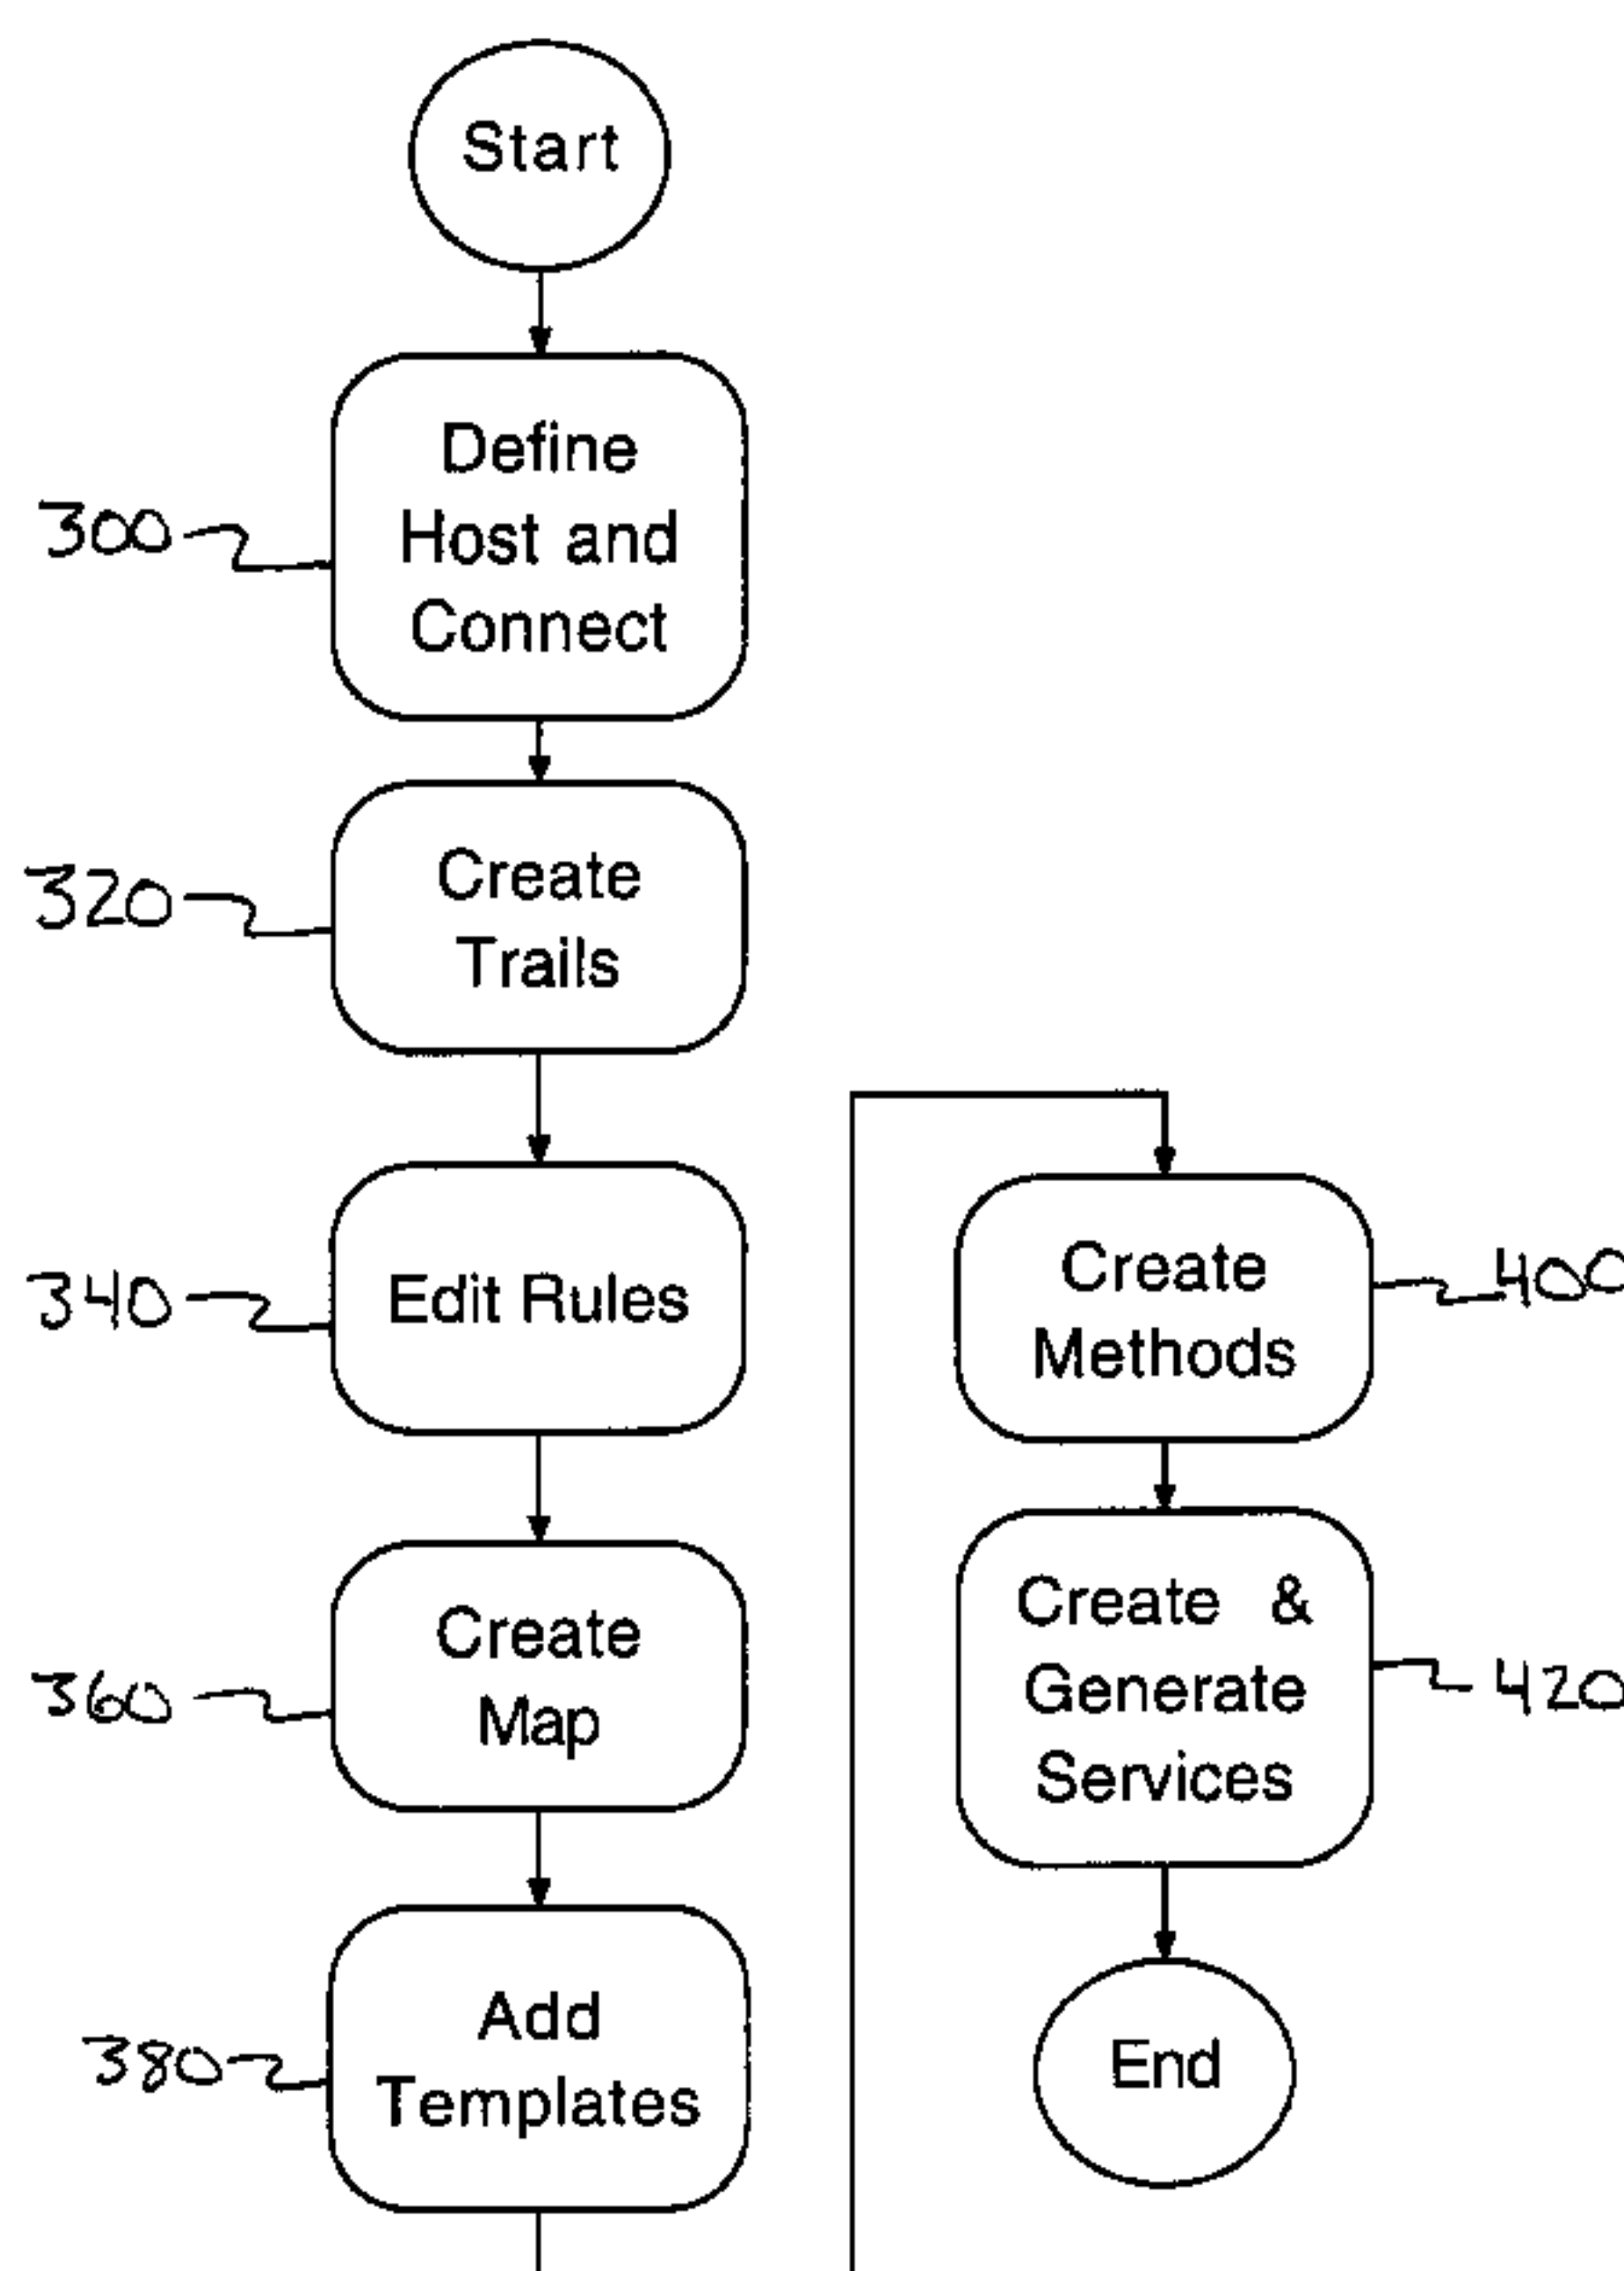 Start
300
Define
Host and
Connect
320
Create
Trails
340
Edit Rules
360
Create
Map
380
Add
Templates
Create
Methods
400
Create &
Generate
Services
420
End